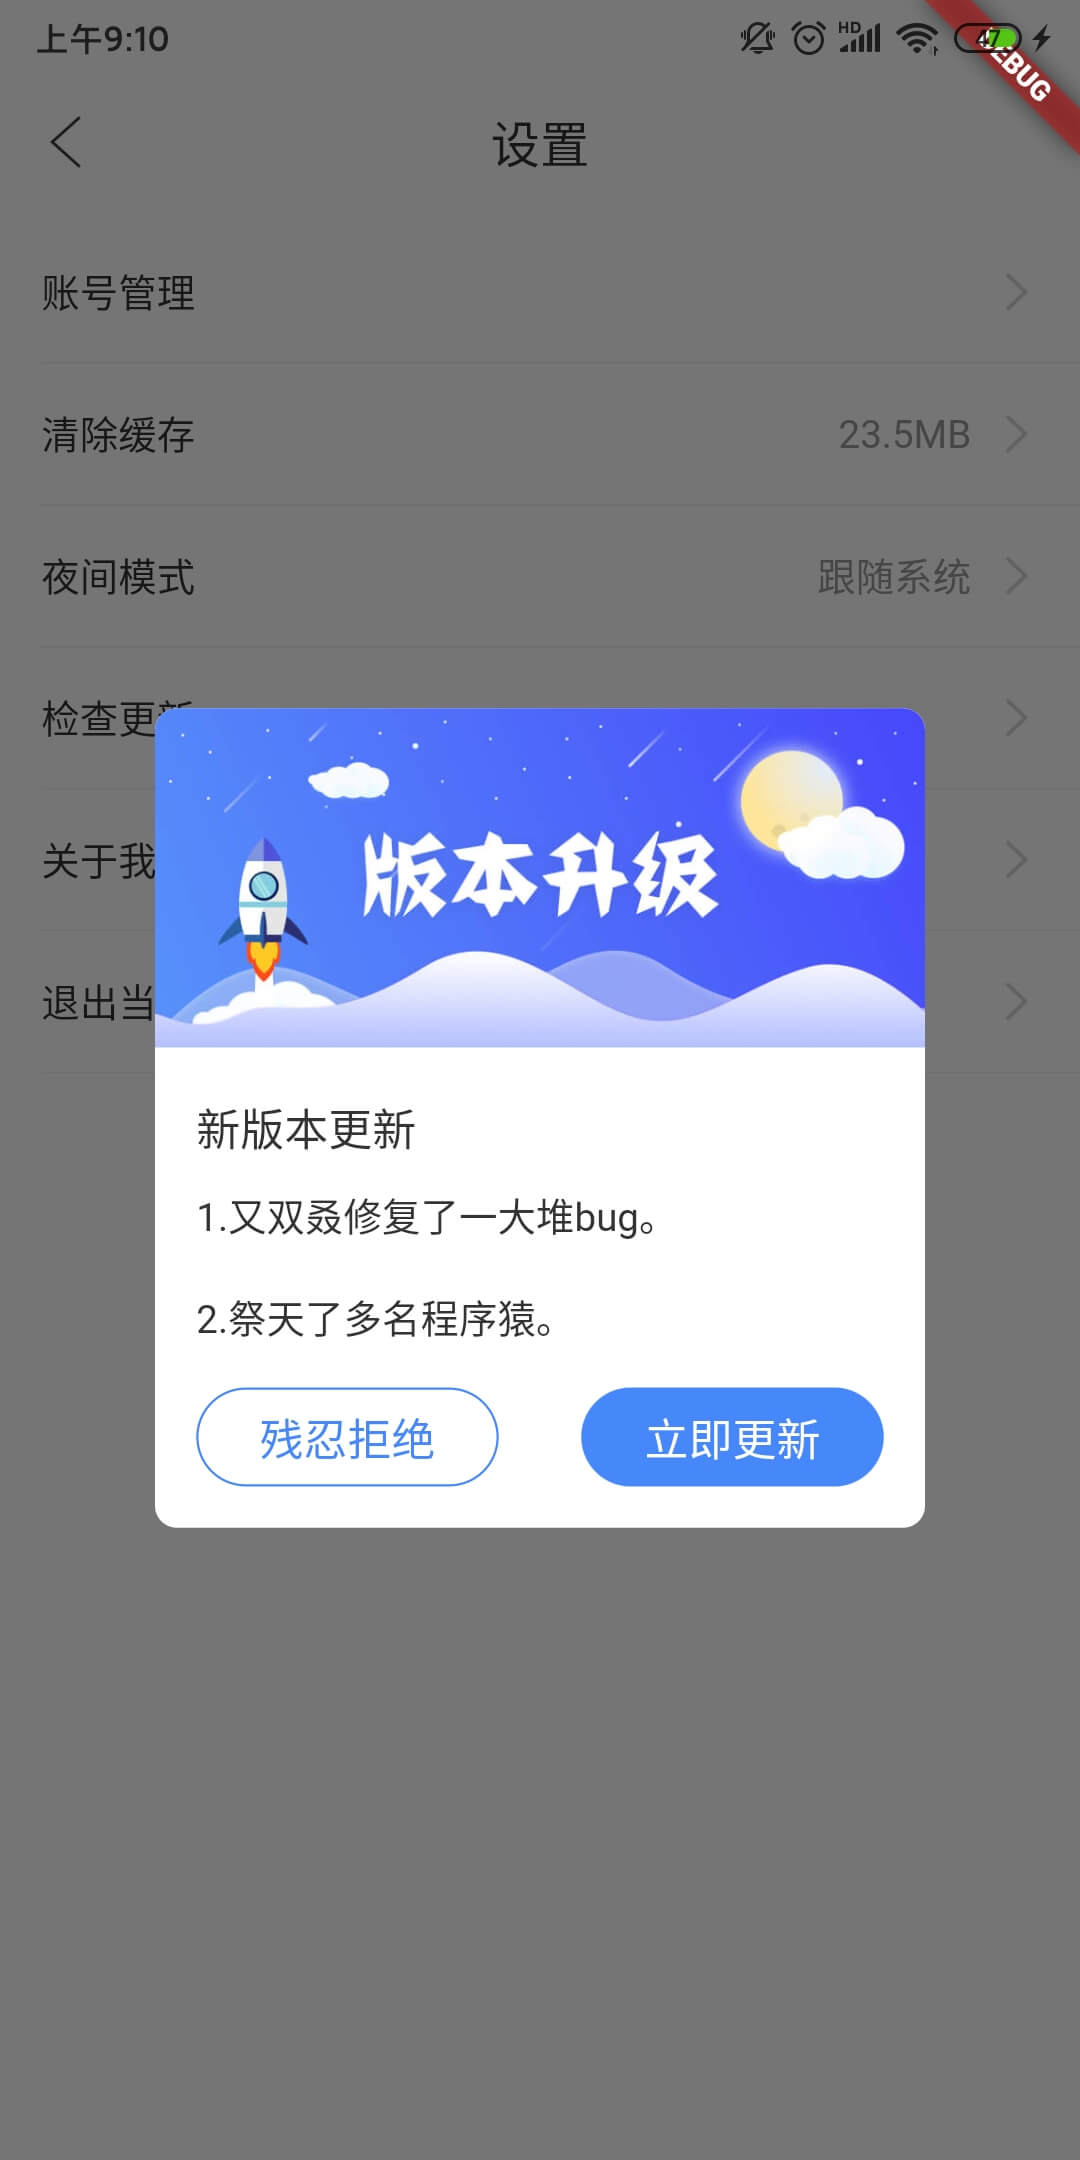 上午9:10
HD
47
DEBUG
设置
账号管理
清除缓存 23.5MB
夜间模式 跟随系统
检查更新
关于我
退出当
版本升级
新版本更新
1.又双叒修复了一大堆bug。
2.祭天了多名程序猿。
残忍拒绝
立即更新